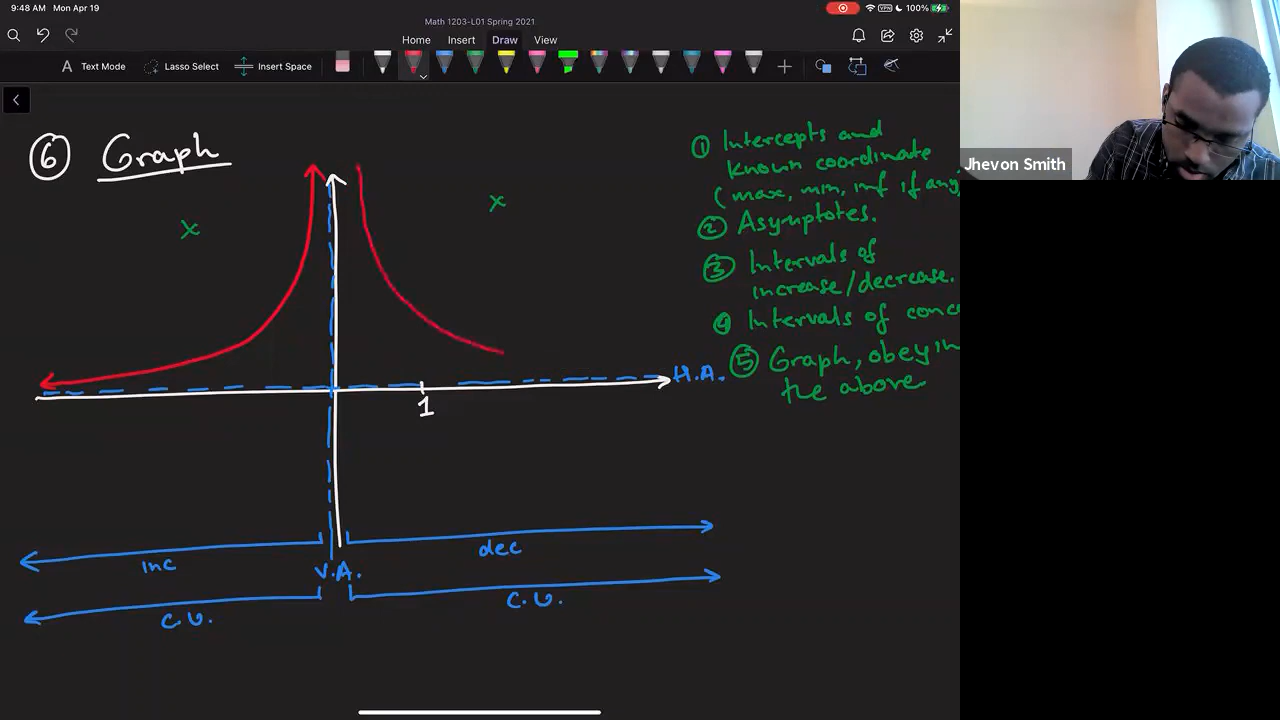 9:48 AM Mon Apr 19
VPN
100%
Math 1203-L01 Spring 2021
Home Insert Draw View
Text Mode
Lasso Select
Insert Space
6 Graph
x
x
H.A.
1
inc
dec
V.A.
C.U.
C.U.
1 Intercepts and
known coordinate
(max, min, inf if any
2 Asymptotes.
3 Intervals of
increase/decrease.
4 Intervals of conc
5 Graph, obeyin
the above
Jhevon Smith